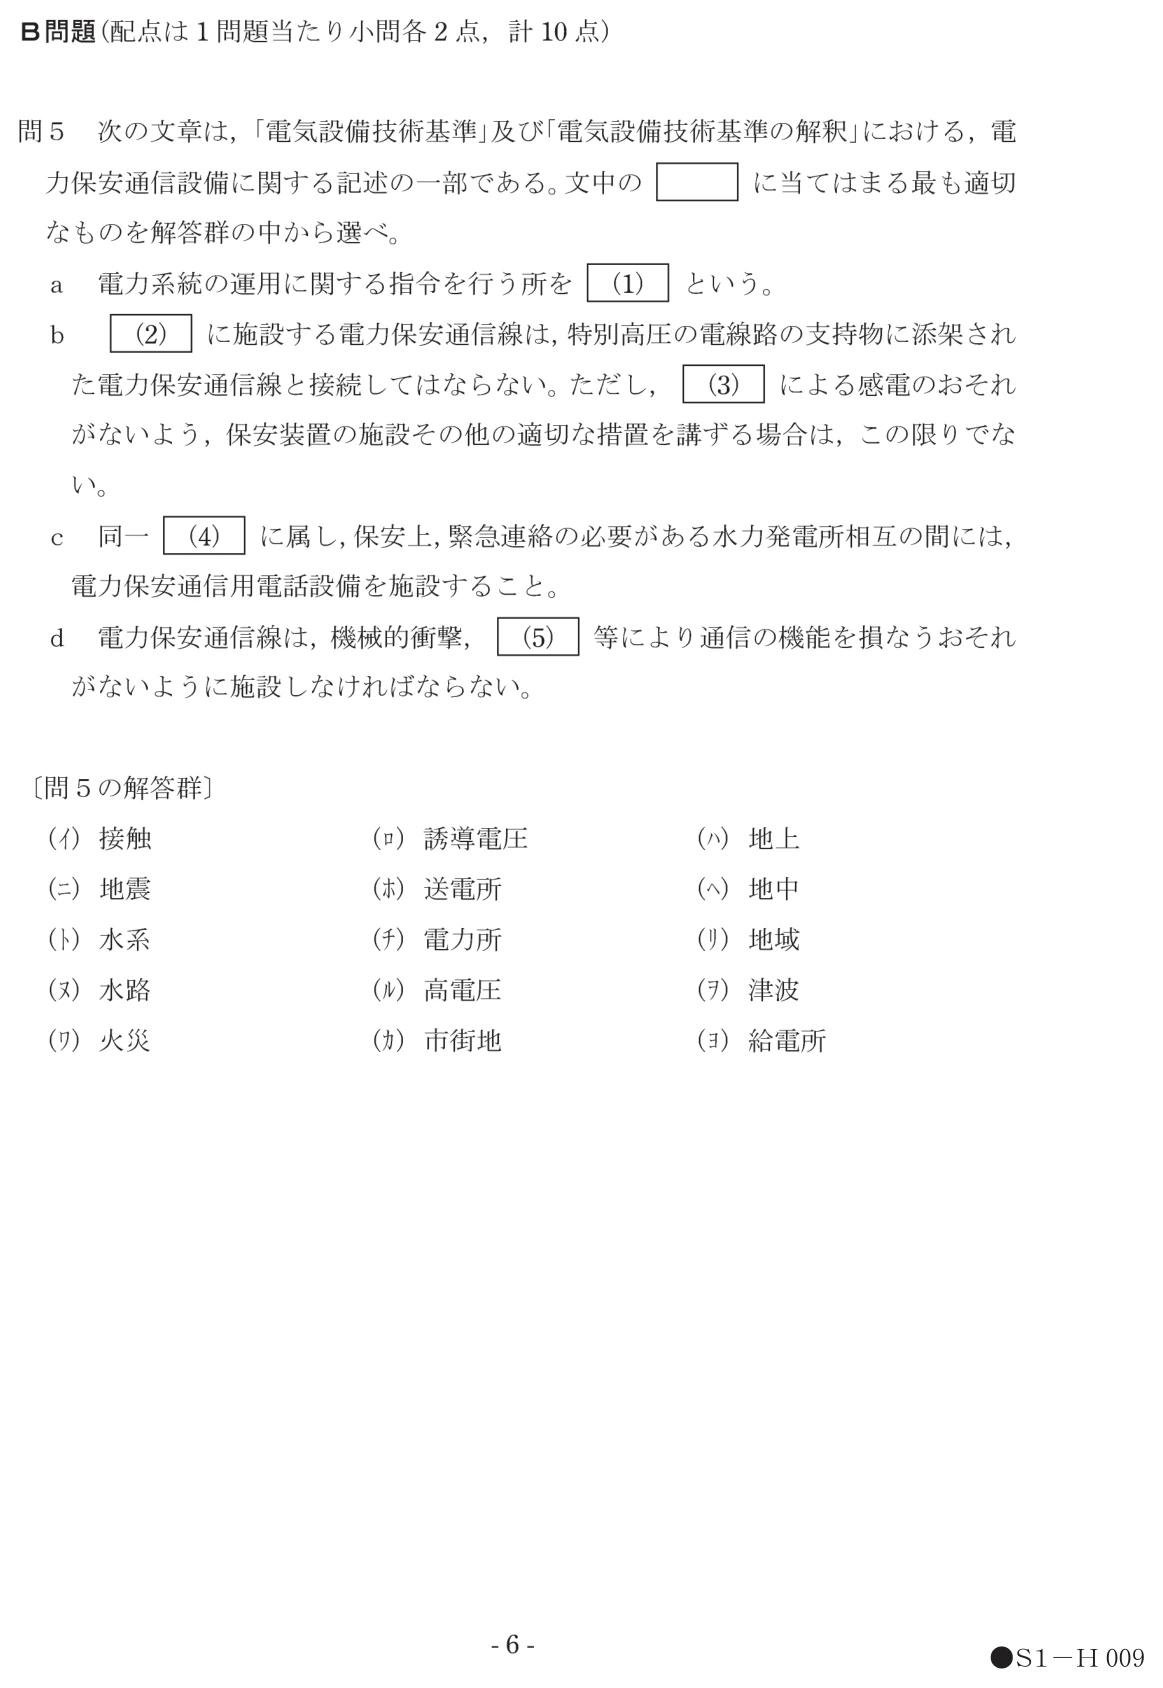 B問題(配点は1問題当たり小問各2点，計10点)
問5　次の文章は，「電気設備技術基準」及び「電気設備技術基準の解釈」における，電
力保安通信設備に関する記述の一部である。文中の　　　に当てはまる最も適切
なものを解答群の中から選べ。
a　電力系統の運用に関する指令を行う所を (1) という。
b　(2) に施設する電力保安通信線は，特別高圧の電線路の支持物に添架され
た電力保安通信線と接続してはならない。ただし， (3) による感電のおそれ
がないよう，保安装置の施設その他の適切な措置を講ずる場合は，この限りでな
い。
c　同一 (4) に属し，保安上，緊急連絡の必要がある水力発電所相互の間には，
電力保安通信用電話設備を施設すること。
d　電力保安通信線は，機械的衝撃， (5) 等により通信の機能を損なうおそれ
がないように施設しなければならない。
〔問5の解答群〕
(ｲ) 接触　(ﾛ) 誘導電圧　(ﾊ) 地上
(ﾆ) 地震　(ﾎ) 送電所　(ﾍ) 地中
(ﾄ) 水系　(ﾁ) 電力所　(ﾘ) 地域
(ﾇ) 水路　(ﾙ) 高電圧　(ｦ) 津波
(ﾜ) 火災　(ｶ) 市街地　(ﾖ) 給電所
- 6 -
●S1－H 009